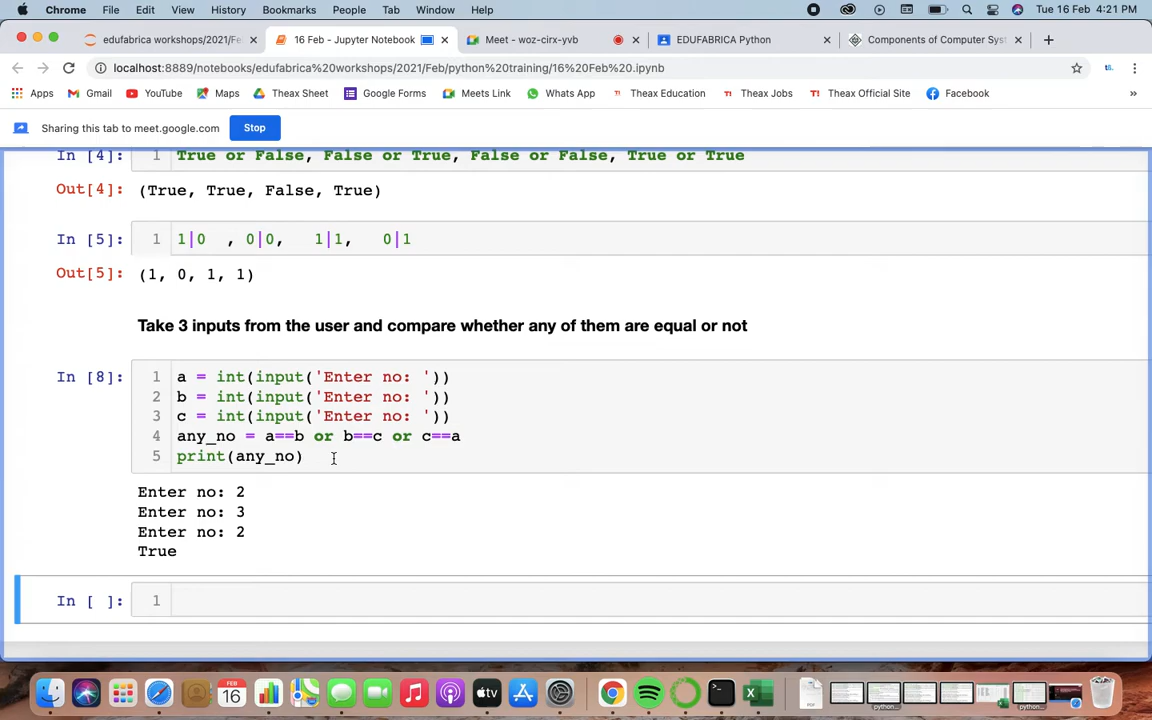 Chrome File Edit View History Bookmarks People Tab Window Help Tue 16 Feb 4:21 PM
edufabrica workshops/2021/Fe 16 Feb - Jupyter Notebook Meet - woz-cirx-yvb EDUFABRICA Python Components of Computer Sys
localhost:8889/notebooks/edufabrica%20workshops/2021/Feb/python%20training/16%20Feb%20.ipynb
Apps Gmail YouTube Maps Theax Sheet Google Forms Meets Link Whats App Theax Education Theax Jobs Theax Official Site Facebook »
Sharing this tab to meet.google.com Stop
In [4]: 1 True or False, False or True, False or False, True or True
Out[4]: (True, True, False, True)
In [5]: 1 1|0 , 0|0, 1|1, 0|1
Out[5]: (1, 0, 1, 1)
Take 3 inputs from the user and compare whether any of them are equal or not
In [8]: 1 a = int(input('Enter no: '))
2 b = int(input('Enter no: '))
3 c = int(input('Enter no: '))
4 any_no = a==b or b==c or c==a
5 print(any_no)
Enter no: 2
Enter no: 3
Enter no: 2
True
In [ ]: 1
FEB
16
tv